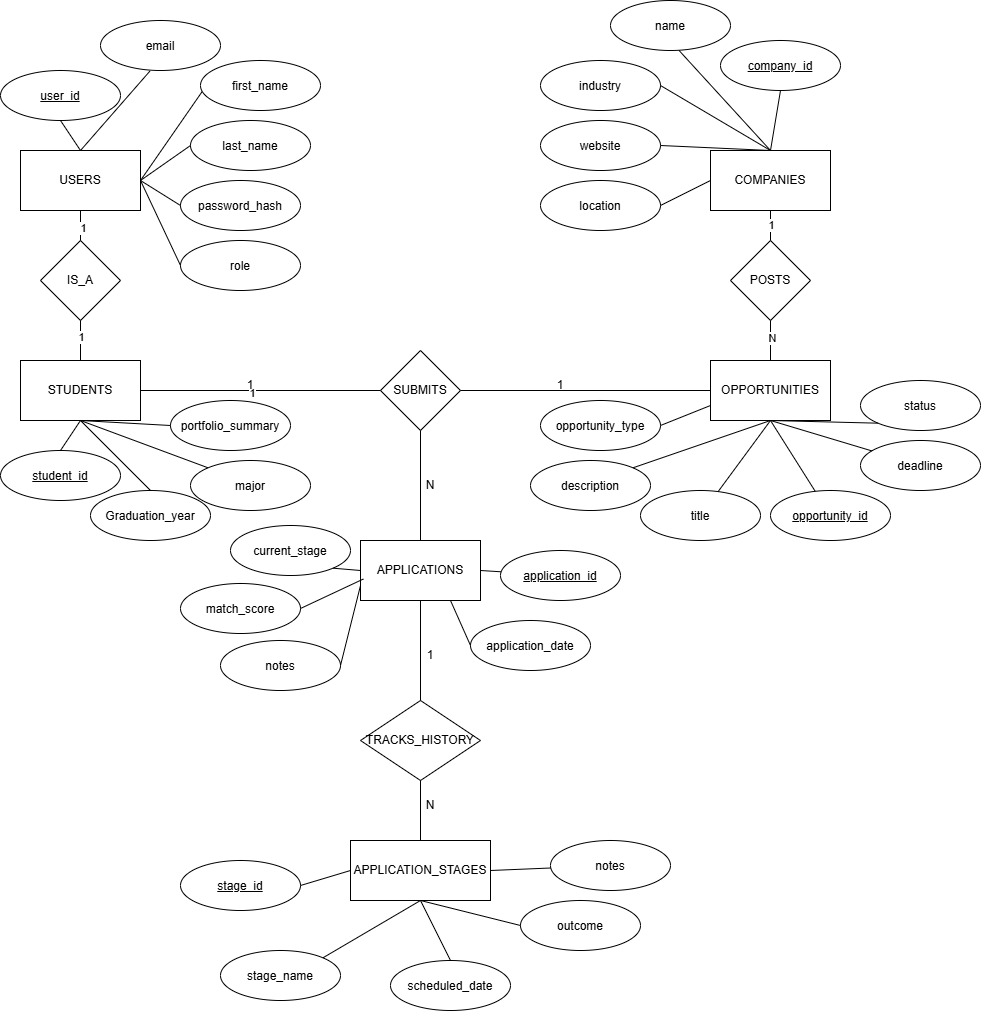 name
email
company_id
first_name
industry
user_id
last_name
website
USERS
COMPANIES
password_hash
location
1
1
role
IS_A
POSTS
1
N
1
1
1
STUDENTS
SUBMITS
OPPORTUNITIES
status
portfolio_summary
opportunity_type
deadline
student_id
major
description
N
Graduation_year
title
opportunity_id
current_stage
APPLICATIONS
application_id
match_score
application_date
1
notes
TRACKS_HISTORY
N
APPLICATION_STAGES
notes
stage_id
outcome
stage_name
scheduled_date